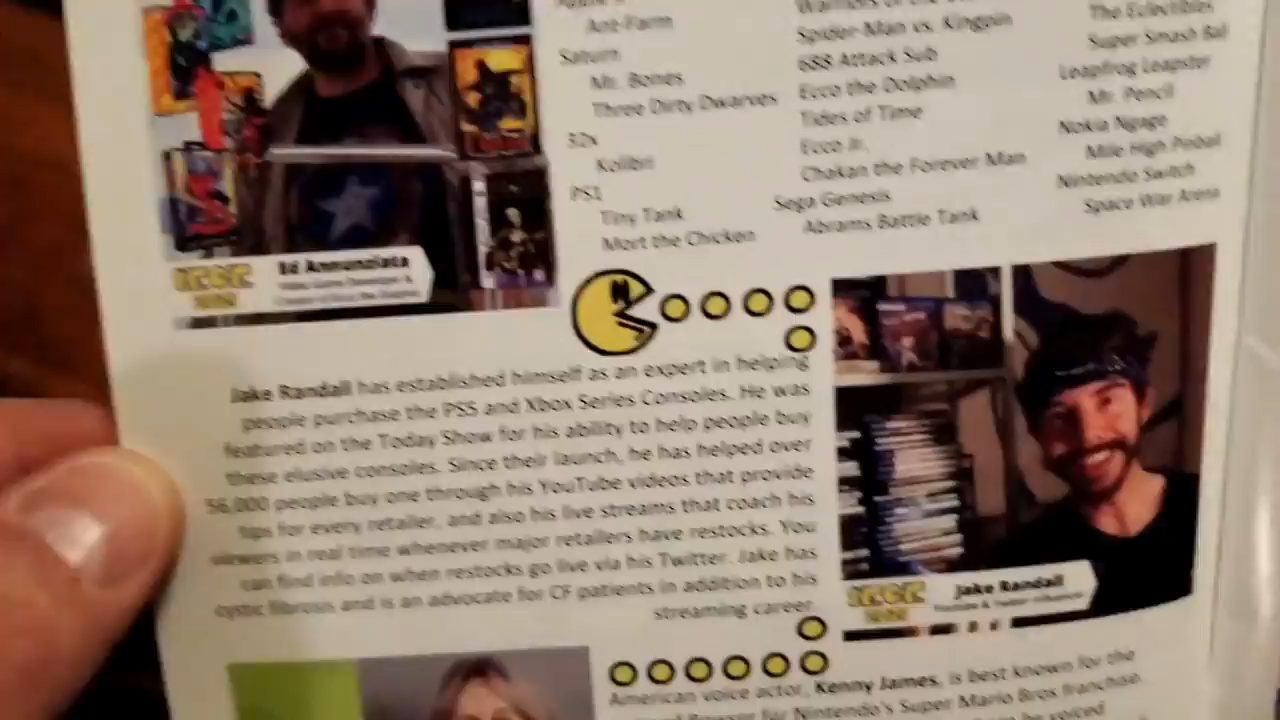 Ant-Farm
Saturn
Mr. Bones
Three Dirty Dwarves
32x
Kolibri
PS1
Tiny Tank
Mort the Chicken
Spider-Man vs. Kingpin
688 Attack Sub
Ecco the Dolphin
Tides of Time
Ecco Jr.
Chakan the Forever Man
Sega Genesis
Abrams Battle Tank
The Eclectibles
Super Smash Bal
Leapfrog Leapster
Mr. Pencil
Nokia Ngage
Mile High Pinball
Nintendo Switch
Space War Arena
Ed Annunziata
Jake Randall has established himself as an expert in helping
people purchase the PS5 and Xbox Series Consoles. He was
featured on the Today Show for his ability to help people buy
these elusive consoles. Since their launch, he has helped over
56,000 people buy one through his YouTube videos that provide
tips for every retailer, and also his live streams that coach his
viewers in real time whenever major retailers have restocks. You
can find info on when restocks go live via his Twitter. Jake has
cystic fibrosis and is an advocate for CF patients in addition to his
streaming career.
Jake Randall
American voice actor, Kenny James, is best known for the
Bowser for Nintendo's Super Mario Bros franchise.
voiced